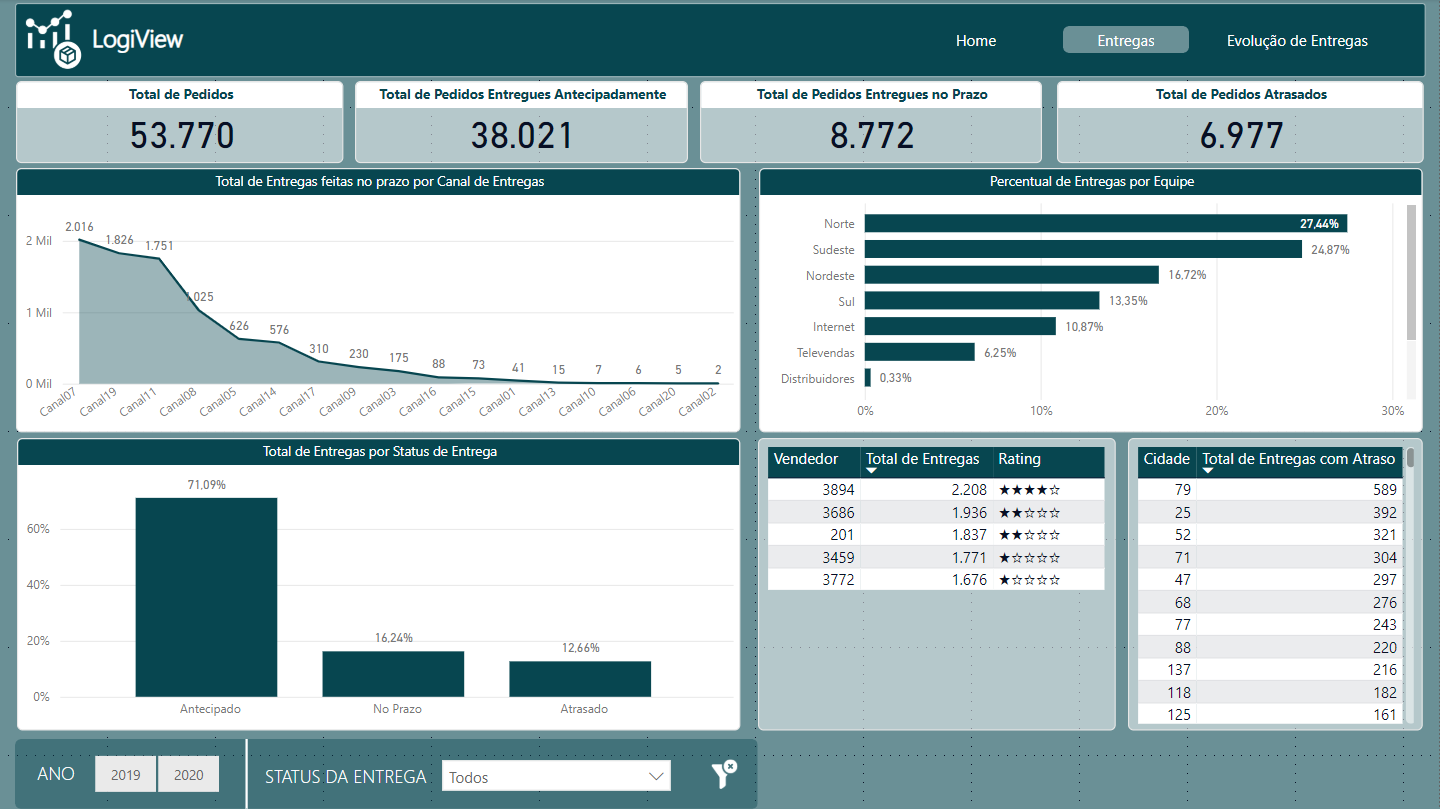 LogiView
Home
Entregas
Evolução de Entregas
Total de Pedidos
53.770
Total de Pedidos Entregues Antecipadamente
38.021
Total de Pedidos Entregues no Prazo
8.772
Total de Pedidos Atrasados
6.977
Total de Entregas feitas no prazo por Canal de Entregas
2 Mil
1 Mil
0 Mil
2.016
1.826
1.751
1.025
626
576
310
230
175
88
73
41
15
7
6
5
2
Canal07
Canal19
Canal11
Canal08
Canal05
Canal14
Canal17
Canal09
Canal03
Canal16
Canal15
Canal01
Canal13
Canal10
Canal06
Canal20
Canal02
Percentual de Entregas por Equipe
Norte 27,44%
Sudeste 24,87%
Nordeste 16,72%
Sul 13,35%
Internet 10,87%
Televendas 6,25%
Distribuidores 0,33%
0% 10% 20% 30%
Total de Entregas por Status de Entrega
60%
40%
20%
0%
71,09%
16,24%
12,66%
Antecipado
No Prazo
Atrasado
Vendedor Total de Entregas Rating
3894 2.208 ★★★★☆
3686 1.936 ★★☆☆☆
201 1.837 ★★☆☆☆
3459 1.771 ★☆☆☆☆
3772 1.676 ★☆☆☆☆
Cidade Total de Entregas com Atraso
79 589
25 392
52 321
71 304
47 297
68 276
77 243
88 220
137 216
118 182
125 161
ANO
2019
2020
STATUS DA ENTREGA
Todos